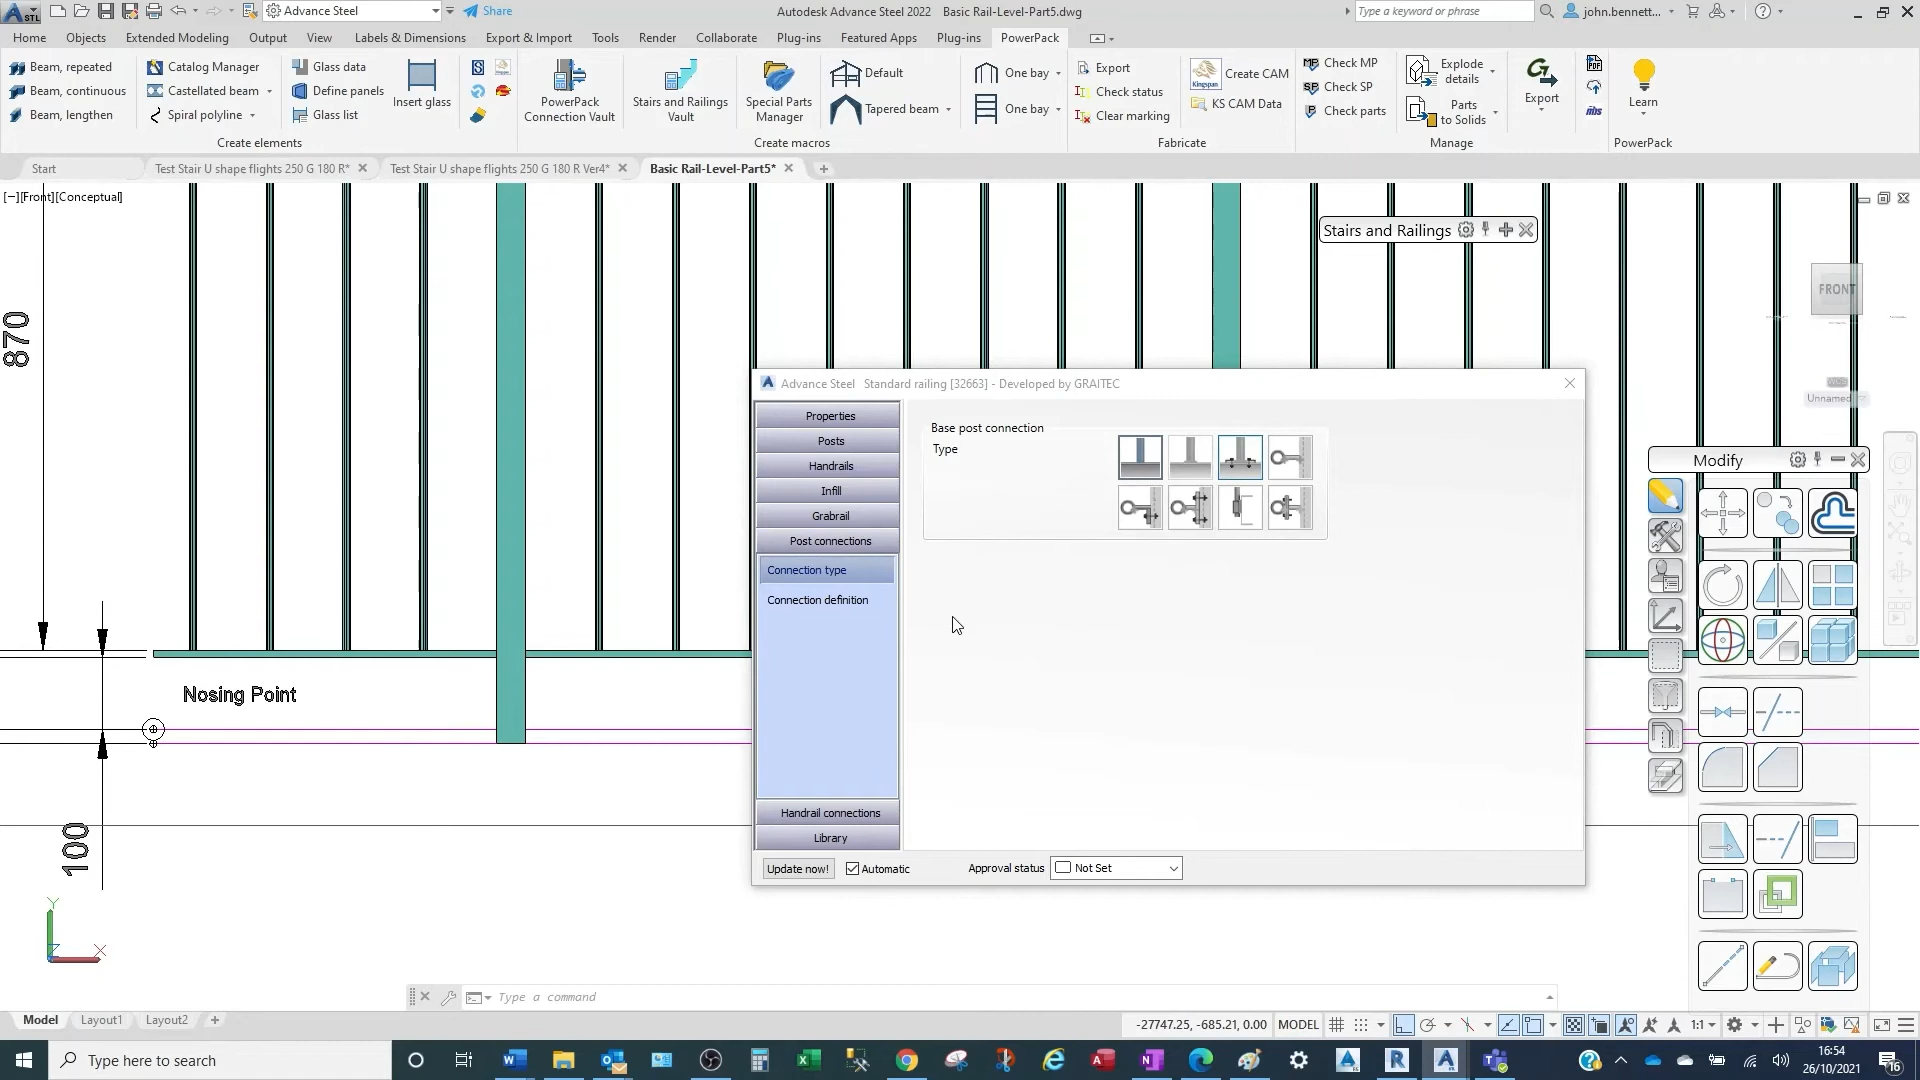 Advance Steel
Share
Autodesk Advance Steel 2022 Basic Rail-Level-Part5.dwg
Type a keyword or phrase
john.bennett...
Home
Objects
Extended Modeling
Output
View
Labels & Dimensions
Export & Import
Tools
Render
Collaborate
Plug-ins
Featured Apps
Plug-ins
PowerPack
Beam, repeated
Beam, continuous
Beam, lengthen
Catalog Manager
Castellated beam
Spiral polyline
Glass data
Define panels
Glass list
Insert glass
Create elements
PowerPack
Connection Vault
Stairs and Railings
Vault
Special Parts
Manager
Default
Tapered beam
One bay
One bay
Create macros
Export
Check status
Clear marking
Kingspan
Create CAM
KS CAM Data
Fabricate
MP Check MP
SP Check SP
P Check parts
Explode
details
Parts
to Solids
Export
Manage
Learn
PowerPack
Start
Test Stair U shape flights 250 G 180 R*
Test Stair U shape flights 250 G 180 R Ver4*
Basic Rail-Level-Part5*
[−][Front][Conceptual]
Stairs and Railings
FRONT
WCS
Unnamed
870
Nosing Point
100
Advance Steel Standard railing [32663] - Developed by GRAITEC
Properties
Posts
Handrails
Infill
Grabrail
Post connections
Connection type
Connection definition
Handrail connections
Library
Base post connection
Type
Update now!
Automatic
Approval status
Not Set
Modify
Y
X
Z
Type a command
Model
Layout1
Layout2
-27747.25, -685.21, 0.00
MODEL
1:1
Type here to search
16:54
26/10/2021
16